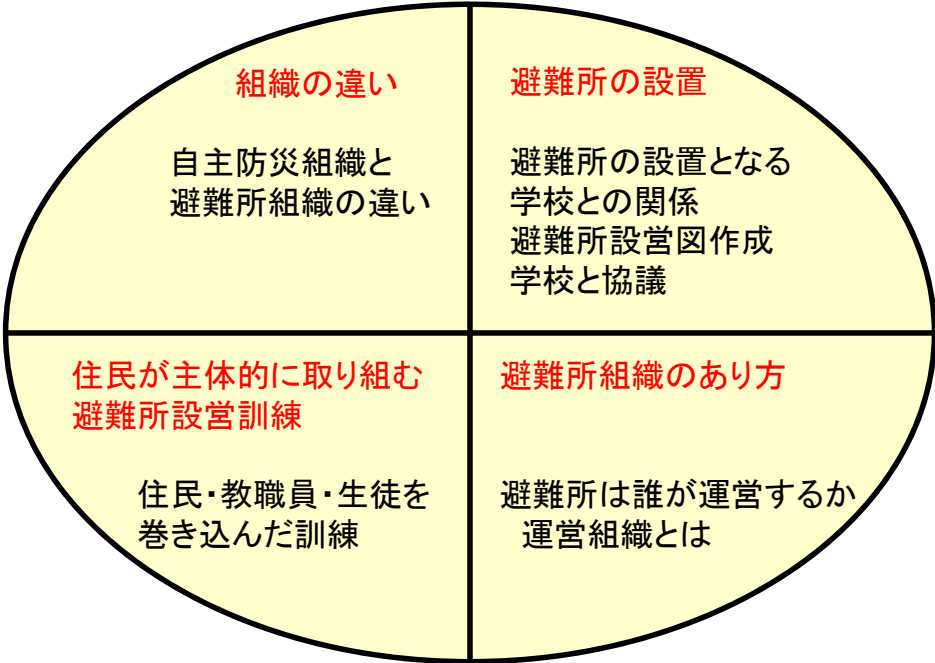 組織の違い
自主防災組織と
避難所組織の違い
避難所の設置
避難所の設置となる
学校との関係
避難所設営図作成
学校と協議
住民が主体的に取り組む
避難所設営訓練
住民・教職員・生徒を
巻き込んだ訓練
避難所組織のあり方
避難所は誰が運営するか
運営組織とは